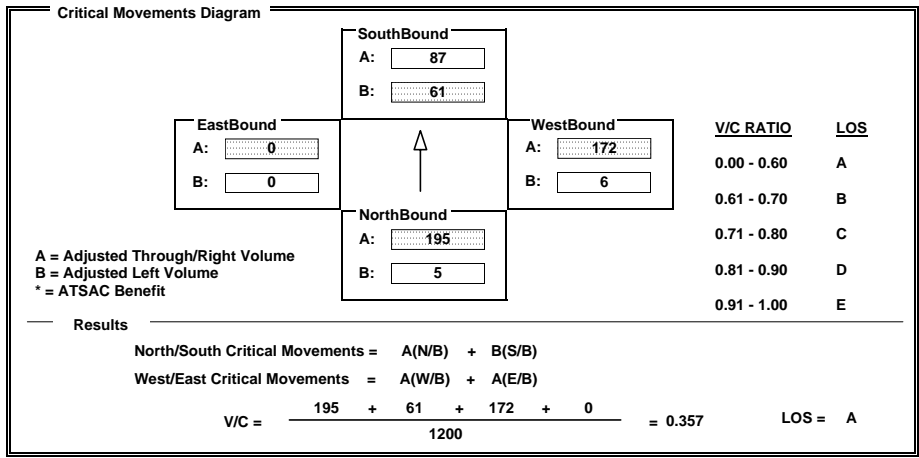 Critical Movements Diagram
SouthBound
A: 87
B: 61
EastBound
A: 0
B: 0
WestBound
A: 172
B: 6
NorthBound
A: 195
B: 5
V/C RATIO LOS
0.00 - 0.60 A
0.61 - 0.70 B
0.71 - 0.80 C
0.81 - 0.90 D
0.91 - 1.00 E
A = Adjusted Through/Right Volume
B = Adjusted Left Volume
* = ATSAC Benefit
Results
North/South Critical Movements = A(N/B) + B(S/B)
West/East Critical Movements = A(W/B) + A(E/B)
V/C = 195 + 61 + 172 + 0 = 0.357 LOS = A
1200